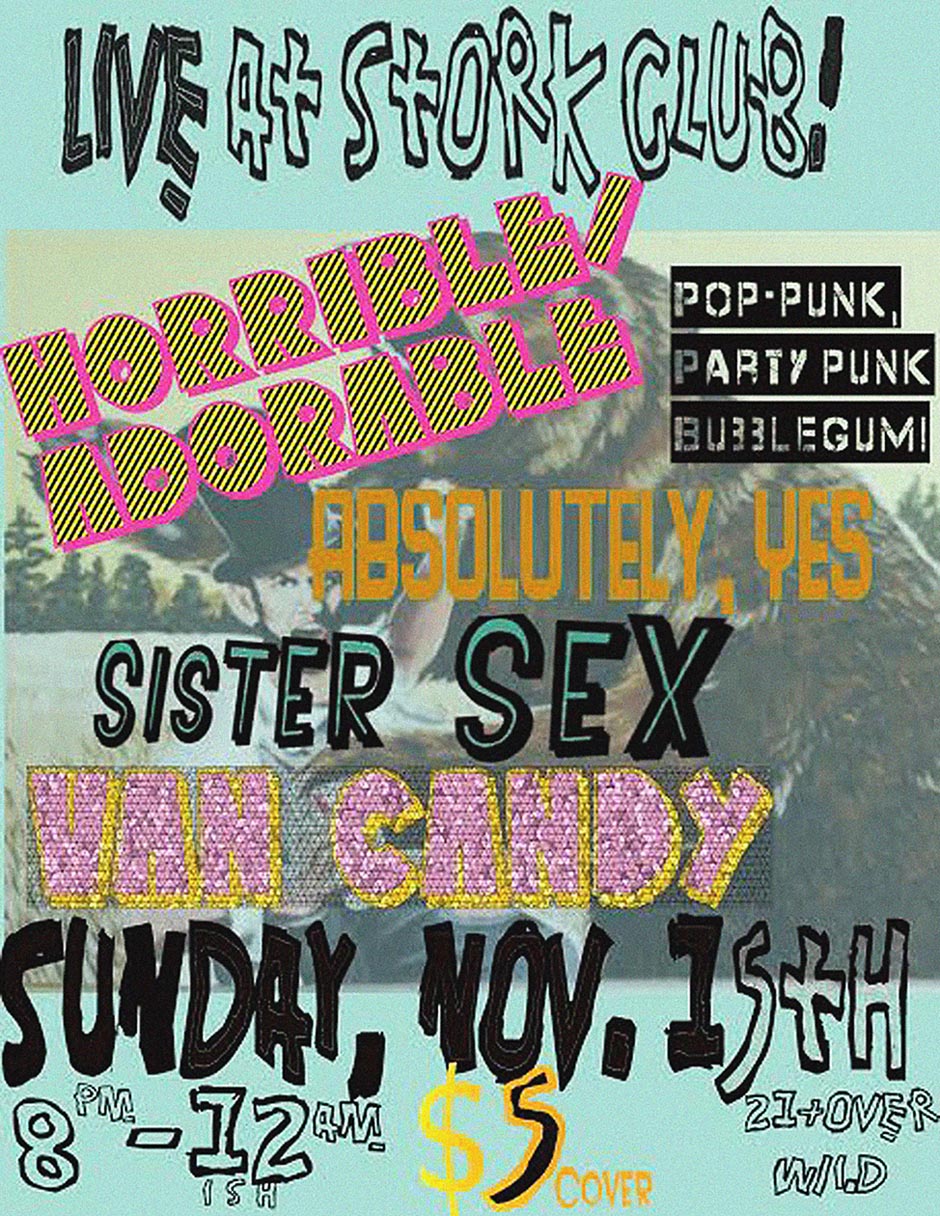 LIVE At StORK CLUB!
HORRIBLE/
ADORABLE
POP-PUNK,
PARTY PUNK
BUBBLEGUM!
ABSOLUTELY, YES
SISTER SEX
VAN CANDY
SUNDAY, NOV. 15tH
8PM-12AM
ISH
$5 COVER
21+OVER
W/I.D